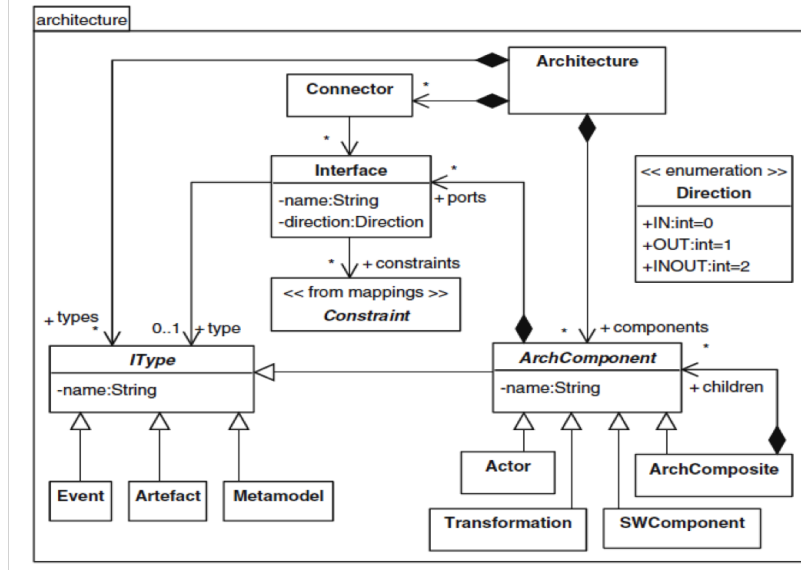 architecture
Architecture
Connector
*
*
Interface
-name:String
-direction:Direction
*
+ ports
<< enumeration >>
Direction
+IN:int=0
+OUT:int=1
+INOUT:int=2
*
+ constraints
<< from mappings >>
Constraint
+ types
*
0..1
+ type
*
+ components
IType
-name:String
ArchComponent
-name:String
*
+ children
Event
Artefact
Metamodel
Actor
ArchComposite
Transformation
SWComponent